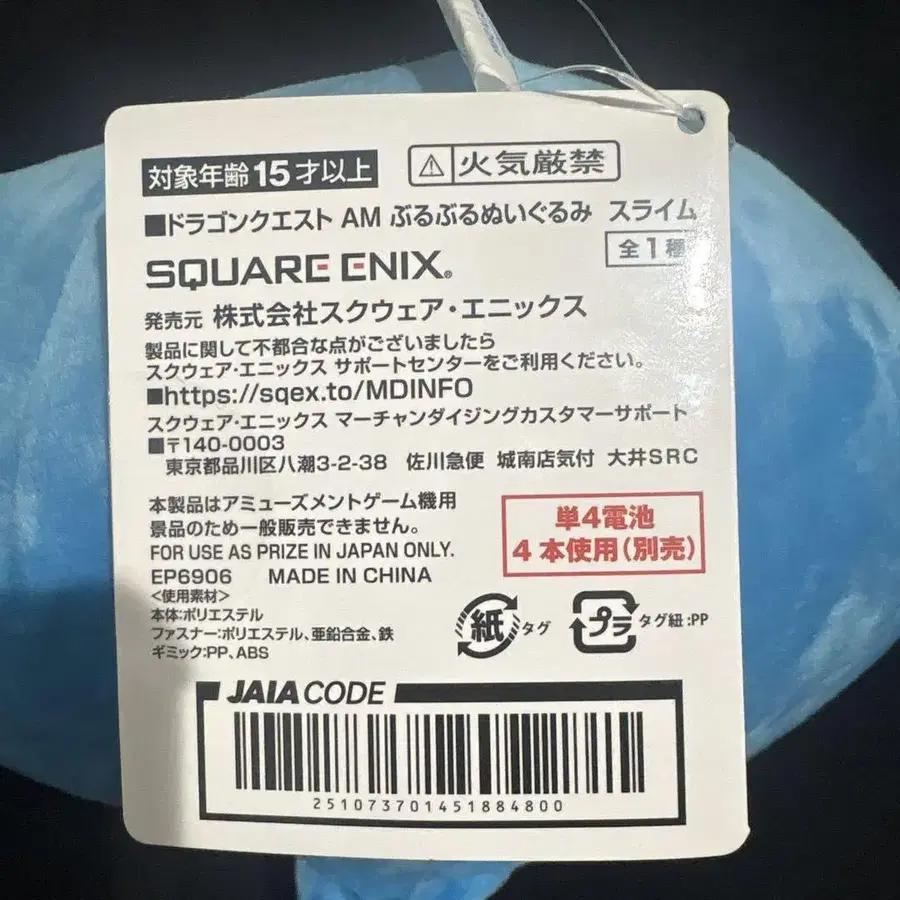 対象年齢15才以上
⚠火気厳禁
■ドラゴンクエスト AM ぶるぶるぬいぐるみ スライム
全1種
SQUARE ENIX®
発売元 株式会社スクウェア・エニックス
製品に関して不都合な点がございましたら
スクウェア・エニックス サポートセンターをご利用ください。
■https://sqex.to/MDINFO
スクウェア・エニックス マーチャンダイジングカスタマーサポート
■〒140-0003
東京都品川区八潮3-2-38 佐川急便 城南店気付 大井SRC
本製品はアミューズメントゲーム機用
景品のため一般販売できません。
FOR USE AS PRIZE IN JAPAN ONLY.
EP6906 MADE IN CHINA
単4電池
4本使用(別売)
<使用素材>
本体:ポリエステル
ファスナー:ポリエステル、亜鉛合金、鉄
ギミック:PP、ABS
紙 タグ
プラ タグ紐:PP
JAIA CODE
2510737014518848​00